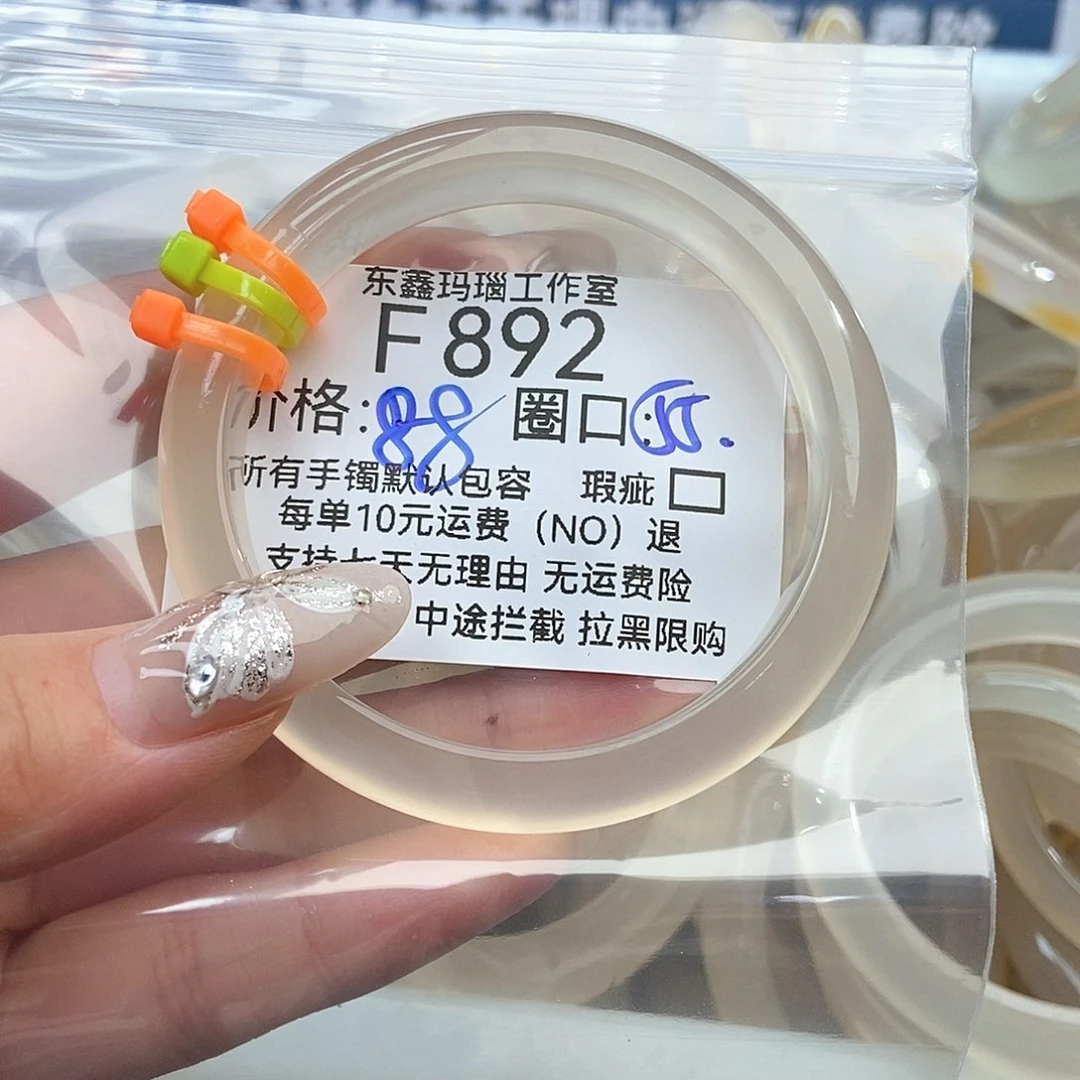 东鑫玛瑙工作室
F892
价格:88 圈口:55.
所有手镯默认包容 瑕疵
每单10元运费（NO）退
支持七天无理由 无运费险
中途拦截 拉黑限购